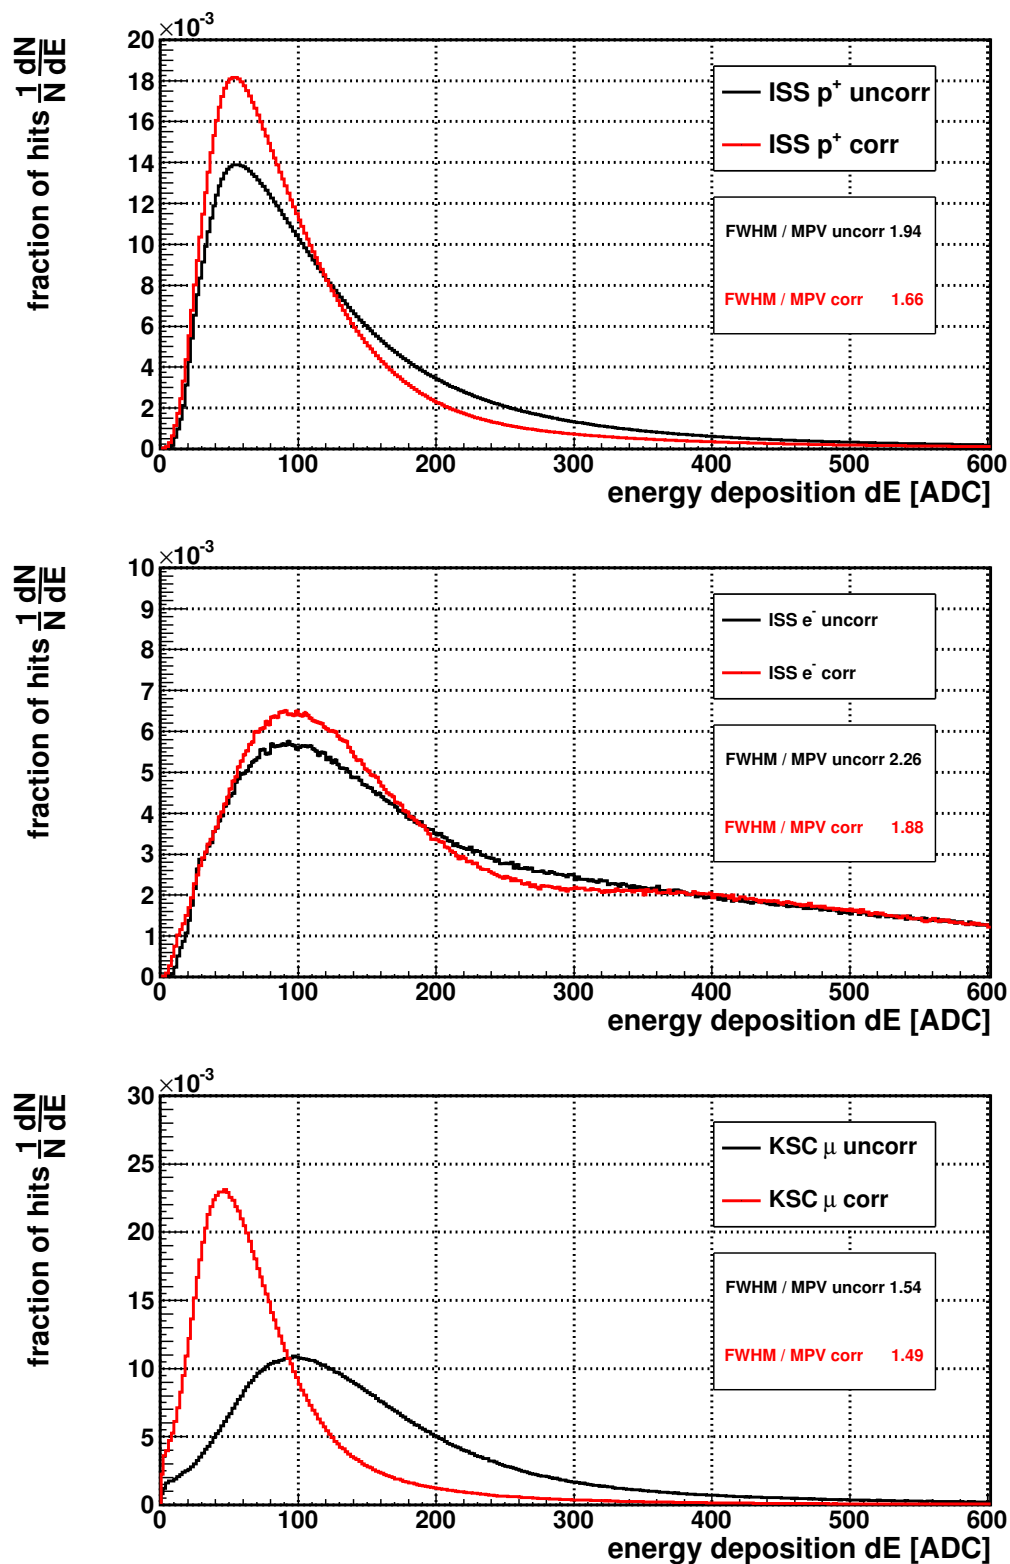 ×10⁻³
fraction of hits 1/N dN/dE
20
18
16
14
12
10
8
6
4
2
0
ISS p⁺ uncorr
ISS p⁺ corr
FWHM / MPV uncorr 1.94
FWHM / MPV corr 1.66
0 100 200 300 400 500 600
energy deposition dE [ADC]
×10⁻³
fraction of hits 1/N dN/dE
10
9
8
7
6
5
4
3
2
1
0
ISS e⁻ uncorr
ISS e⁻ corr
FWHM / MPV uncorr 2.26
FWHM / MPV corr 1.88
0 100 200 300 400 500 600
energy deposition dE [ADC]
×10⁻³
fraction of hits 1/N dN/dE
30
25
20
15
10
5
0
KSC μ uncorr
KSC μ corr
FWHM / MPV uncorr 1.54
FWHM / MPV corr 1.49
0 100 200 300 400 500 600
energy deposition dE [ADC]